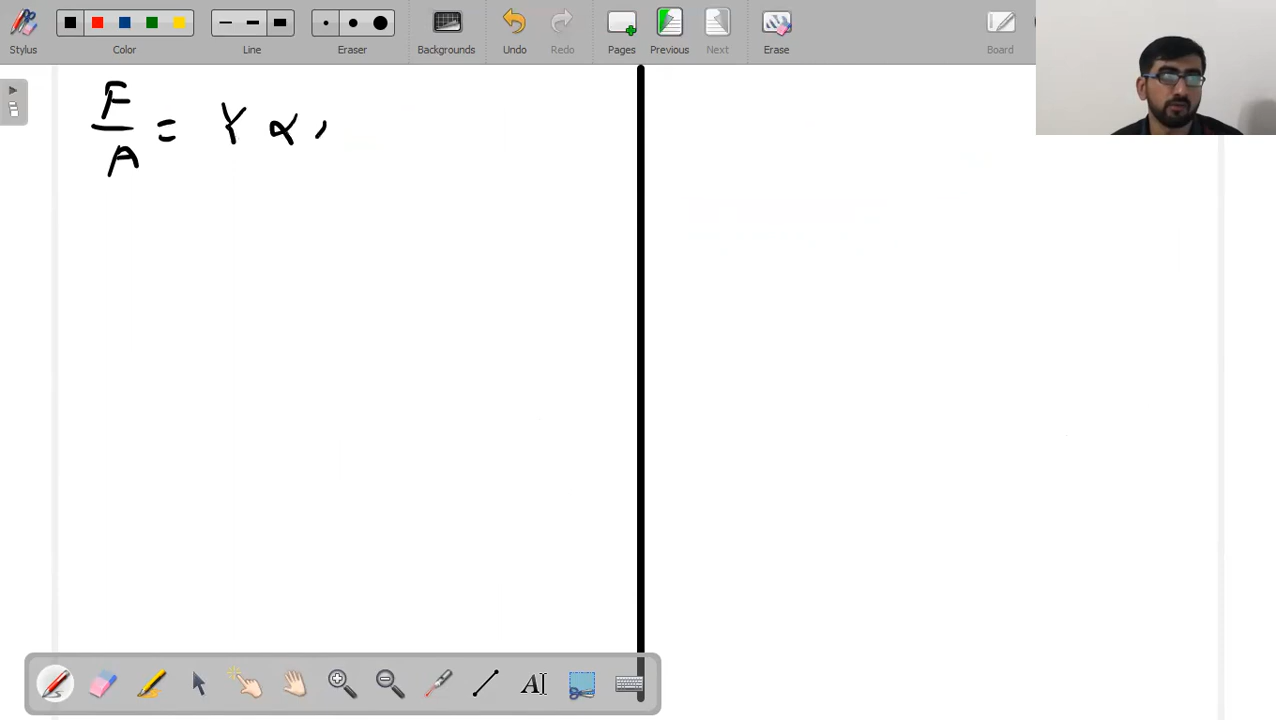 Stylus
Color
Line
Eraser
Backgrounds
Undo
Redo
Pages
Previous
Next
Erase
Board
F
A
= Y α
A